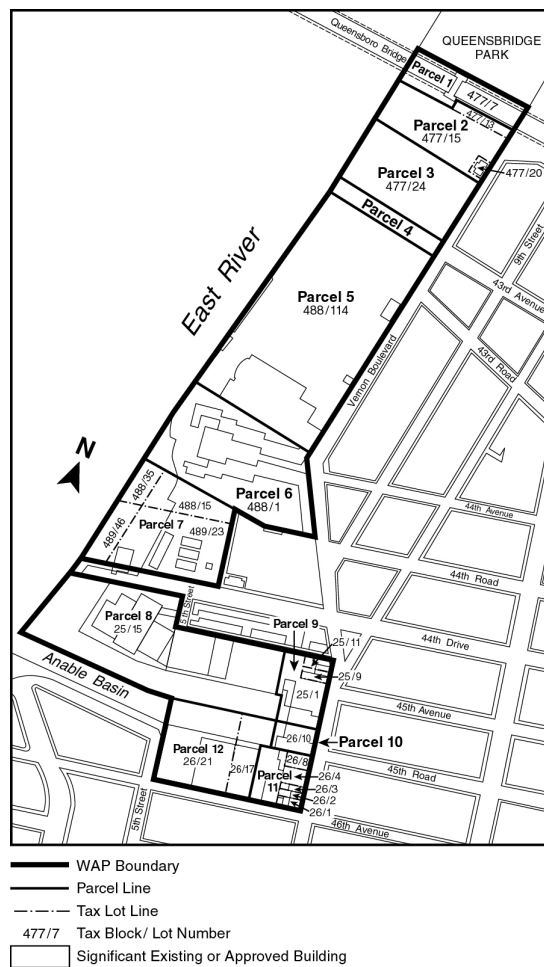 QUEENSBRIDGE
PARK
Queensboro Bridge
Parcel 1
477/7
477/13
Parcel 2
477/15
477/20
Parcel 3
477/24
Parcel 4
9th Street
43rd Avenue
East River
Parcel 5
488/114
43rd Road
Vernon Boulevard
N
488/35
Parcel 6
488/1
44th Avenue
488/15
489/46
Parcel 7
489/23
44th Road
5th Street
Parcel 8
25/15
Parcel 9
44th Drive
25/11
25/9
Anable Basin
25/1
45th Avenue
26/10
Parcel 10
Parcel 12
26/21
26/8
26/17
Parcel
11
26/4
45th Road
26/3
26/2
26/1
5th Street
46th Avenue
WAP Boundary
Parcel Line
Tax Lot Line
477/7 Tax Block/ Lot Number
Significant Existing or Approved Building